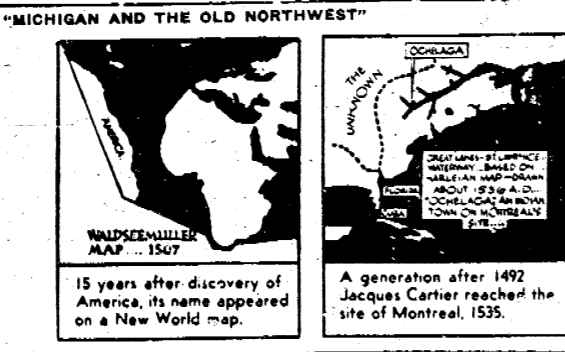 "MICHIGAN AND THE OLD NORTHWEST"
AMERICA
WALDSEEMULLER
MAP ... 1507
15 years after discovery of
America, its name appeared
on a New World map.
OCHELAGA
THE
UNKNOWN
GREAT LAKES - ST. LAWRENCE
WATERWAY ... BASED ON
HARLEIAN MAP - DRAWN
ABOUT 1536 A.D...
"OCHELAGA," AN INDIAN
TOWN ON MONTREAL'S
SITE...
FLORIDA
CUBA
A generation after 1492
Jacques Cartier reached the
site of Montreal, 1535.